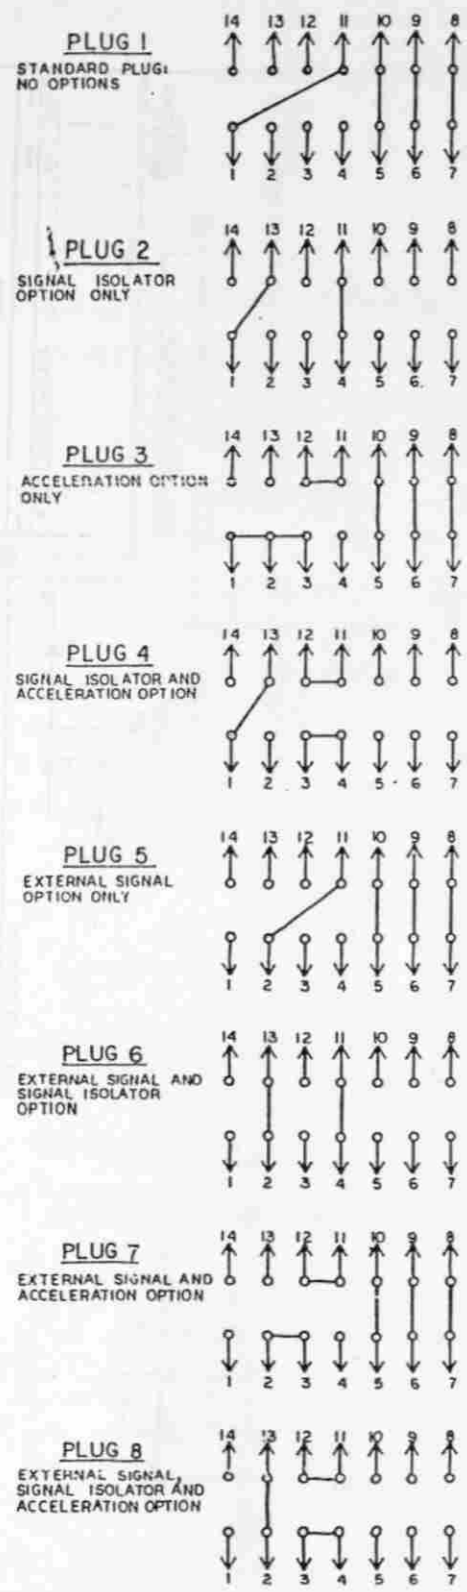 14 13 12 11 10 9 8
PLUG 1
STANDARD PLUG:
NO OPTIONS
1 2 3 4 5 6 7
14 13 12 11 10 9 8
PLUG 2
SIGNAL ISOLATOR
OPTION ONLY
1 2 3 4 5 6. 7
14 13 12 11 10 9 8
PLUG 3
ACCELERATION OPTION
ONLY
1 2 3 4 5 6 7
14 13 12 11 10 9 8
PLUG 4
SIGNAL ISOLATOR AND
ACCELERATION OPTION
1 2 3 4 5 6 7
14 13 12 11 10 9 8
PLUG 5
EXTERNAL SIGNAL
OPTION ONLY
1 2 3 4 5 6 7
14 13 12 11 10 9 8
PLUG 6
EXTERNAL SIGNAL AND
SIGNAL ISOLATOR
OPTION
1 2 3 4 5 6 7
14 13 12 11 10 9 8
PLUG 7
EXTERNAL SIGNAL AND
ACCELERATION OPTION
1 2 3 4 5 6 7
14 13 12 11 10 9 8
PLUG 8
EXTERNAL SIGNAL,
SIGNAL ISOLATOR AND
ACCELERATION OPTION
1 2 3 4 5 6 7